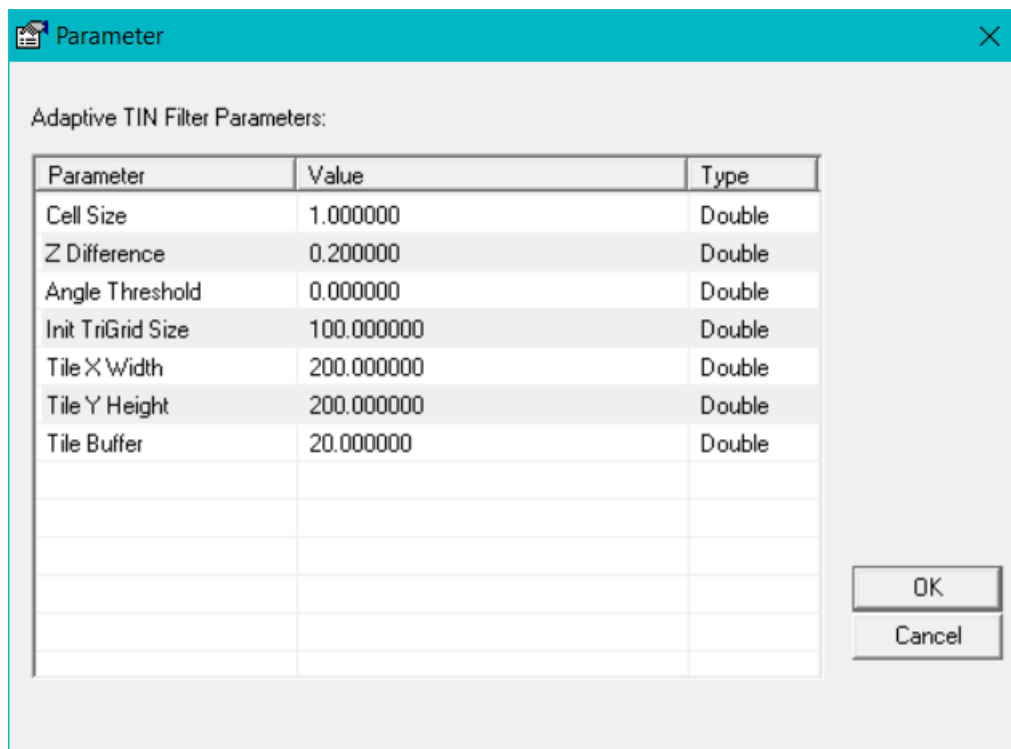 Parameter
Adaptive TIN Filter Parameters:
Parameter Value Type
Cell Size 1.000000 Double
Z Difference 0.200000 Double
Angle Threshold 0.000000 Double
Init TriGrid Size 100.000000 Double
Tile X Width 200.000000 Double
Tile Y Height 200.000000 Double
Tile Buffer 20.000000 Double
OK
Cancel